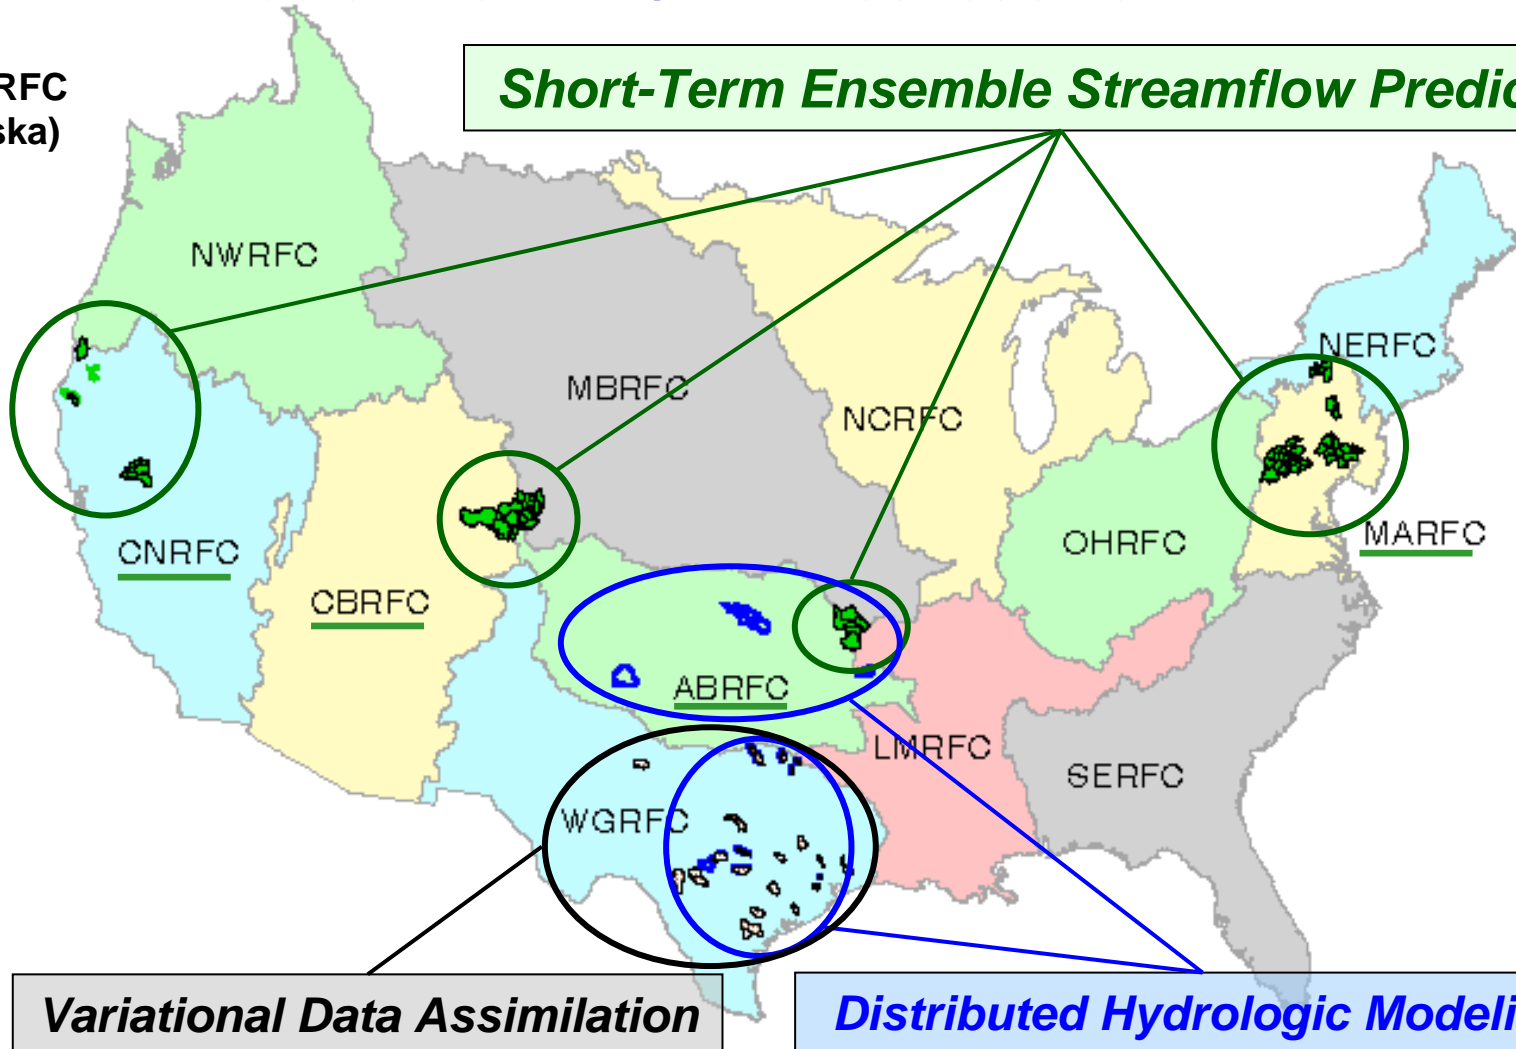 RFC
ska)
Short-Term Ensemble Streamflow Predic
NWRFC
NERFC
MBRFC
NCRFC
CNRFC
OHRFC
MARFC
CBRFC
ABRFC
LMRFC
SERFC
WGRFC
Variational Data Assimilation
Distributed Hydrologic Modeli